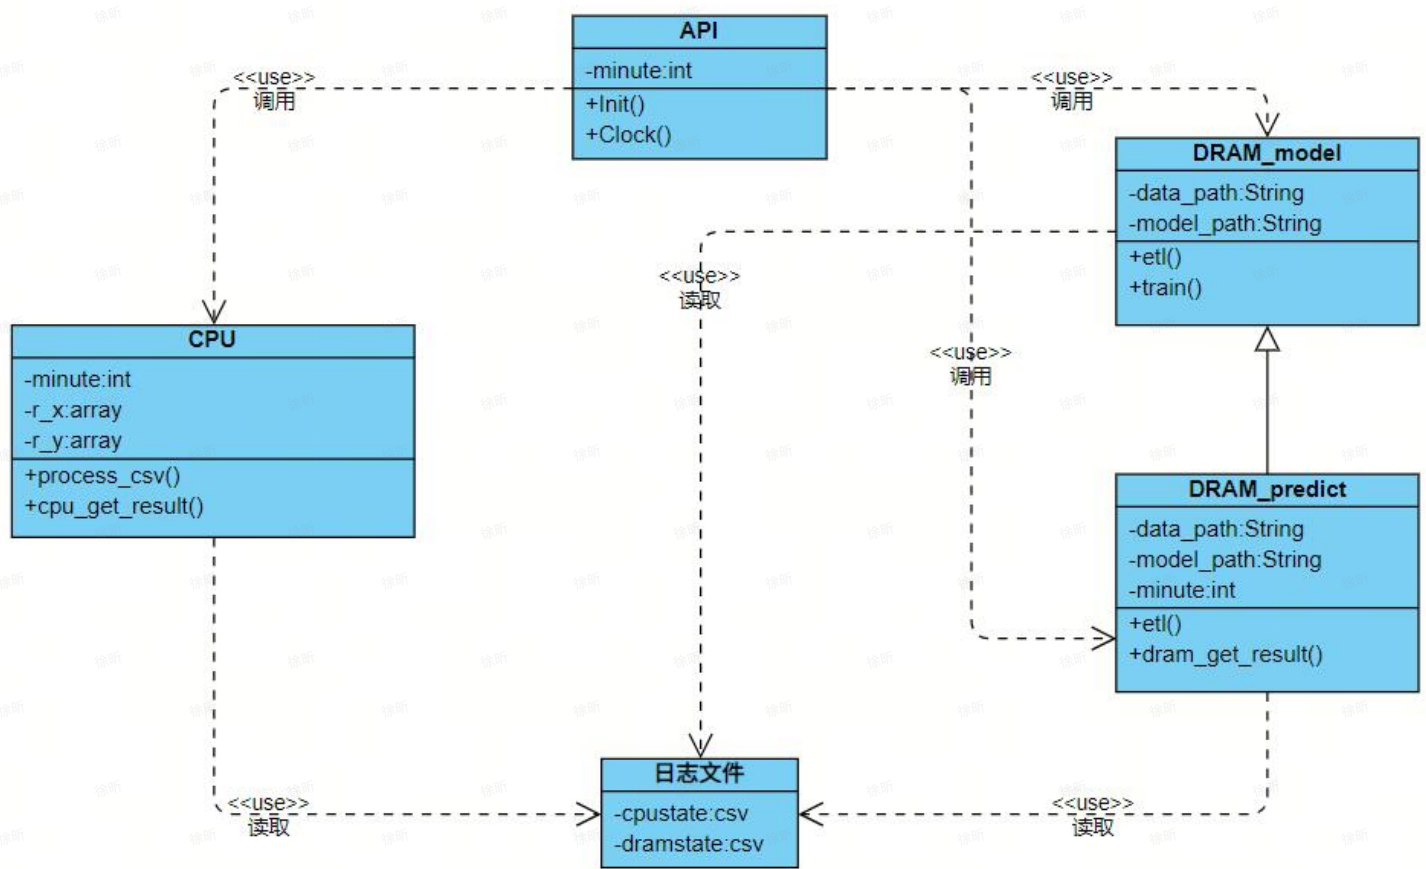 API
-minute:int
+Init()
+Clock()
<<use>>
调用
<<use>>
调用
DRAM_model
-data_path:String
-model_path:String
+etl()
+train()
<<use>>
读取
CPU
-minute:int
-r_x:array
-r_y:array
+process_csv()
+cpu_get_result()
<<use>>
调用
DRAM_predict
-data_path:String
-model_path:String
-minute:int
+etl()
+dram_get_result()
日志文件
-cpustate:csv
-dramstate:csv
<<use>>
读取
<<use>>
读取